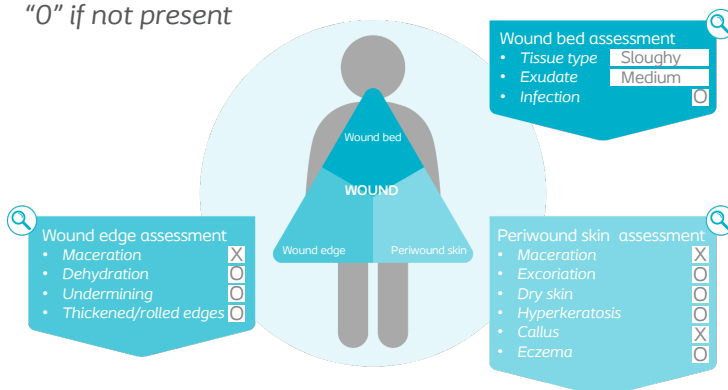 “0” if not present
Wound bed assessment
• Tissue type Sloughy
• Exudate Medium
• Infection O
Wound bed
WOUND
Wound edge
Periwound skin
Wound edge assessment
• Maceration X
• Dehydration O
• Undermining O
• Thickened/rolled edges O
Periwound skin assessment
• Maceration X
• Excoriation O
• Dry skin O
• Hyperkeratosis O
• Callus X
• Eczema O